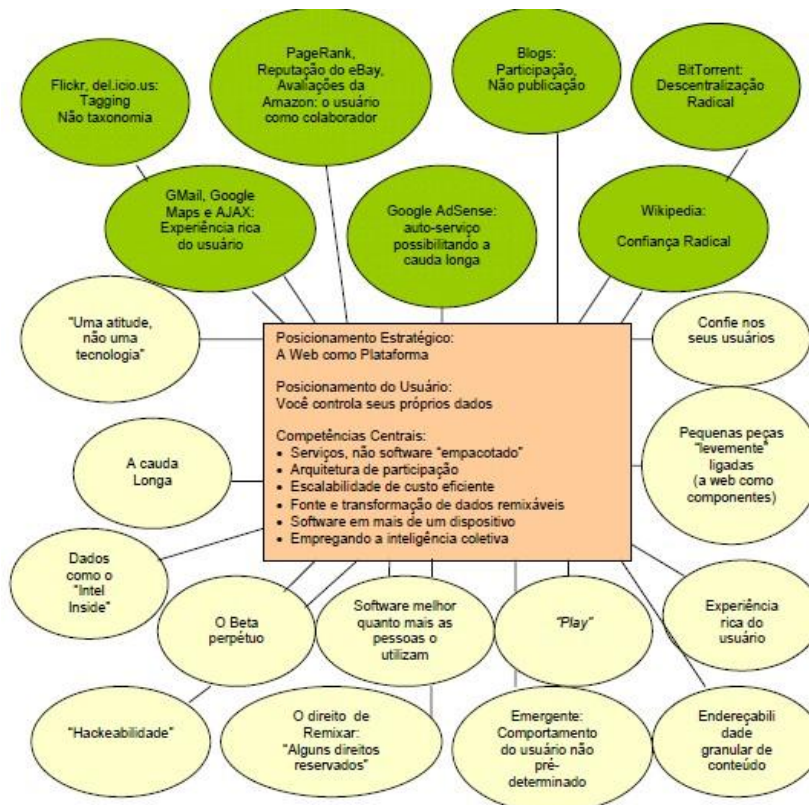 Flickr, del.icio.us:
Tagging
Não taxonomia
PageRank,
Reputação do eBay,
Avaliações da
Amazon: o usuário
como colaborador
Blogs:
Participação,
Não publicação
BitTorrent:
Descentralização
Radical
GMail, Google
Maps e AJAX:
Experiência rica
do usuário
Google AdSense:
auto-serviço
possibilitando a
cauda longa
Wikipedia:
Confiança Radical
"Uma atitude,
não uma
tecnologia"
Posicionamento Estratégico:
A Web como Plataforma
Posicionamento do Usuário:
Você controla seus próprios dados
Competências Centrais:
• Serviços, não software "empacotado"
• Arquitetura de participação
• Escalabilidade de custo eficiente
• Fonte e transformação de dados remixáveis
• Software em mais de um dispositivo
• Empregando a inteligência coletiva
Confie nos
seus usuários
A cauda
Longa
Pequenas peças
"levemente"
ligadas
(a web como
componentes)
Dados
como o
"Intel
Inside"
O Beta
perpétuo
Software melhor
quanto mais as
pessoas o
utilizam
"Play"
Experiência
rica do
usuário
"Hackeabilidade"
O direito de
Remixar:
"Alguns direitos
reservados"
Emergente:
Comportamento
do usuário não
pré-
determinado
Endereçabili
dade
granular de
conteúdo